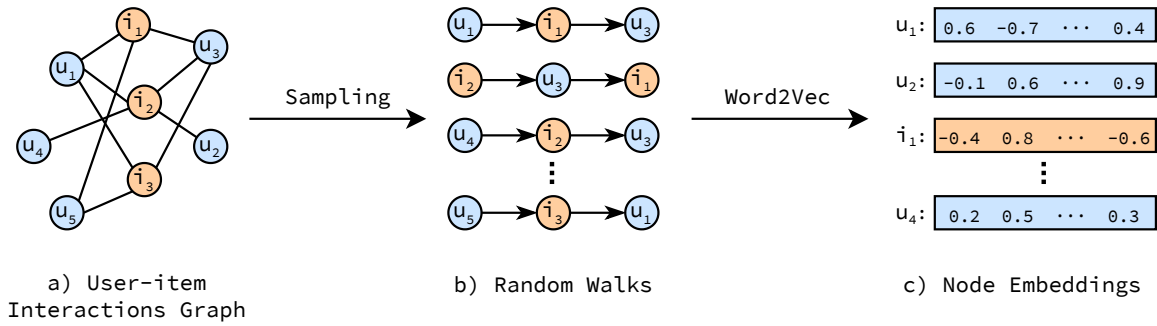 i₁
u₃
u₁
i₂
u₄
u₂
i₃
u₅
a) User-item
Interactions Graph
Sampling
u₁ i₁ u₃
i₂ u₃ i₁
u₄ i₂ u₃
⋮
u₅ i₃ u₁
b) Random Walks
Word2Vec
u₁: 0.6 -0.7 ··· 0.4
u₂: -0.1 0.6 ··· 0.9
i₁: -0.4 0.8 ··· -0.6
⋮
u₄: 0.2 0.5 ··· 0.3
c) Node Embeddings